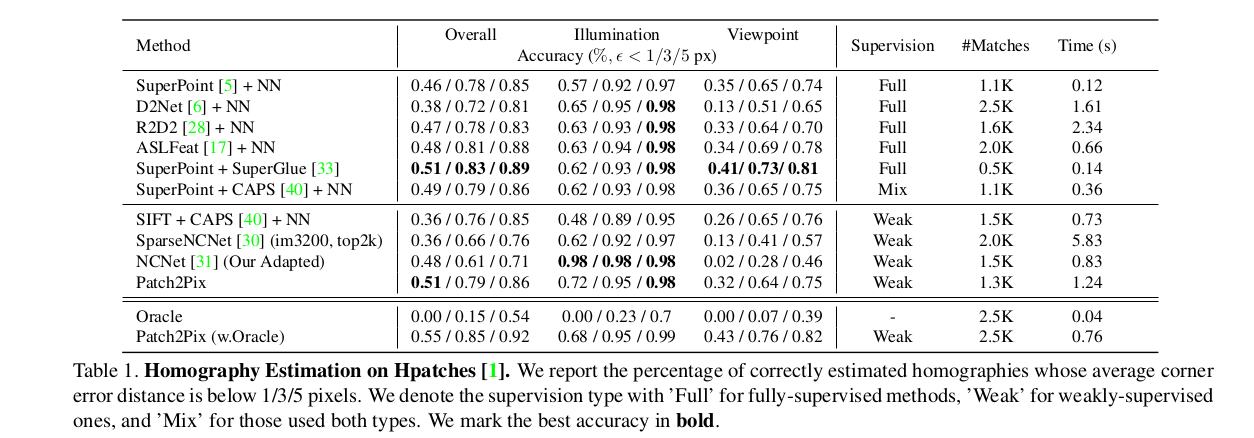 Method Overall Illumination Viewpoint Supervision #Matches Time (s)
Accuracy (%, ϵ < 1/3/5 px)
SuperPoint [5] + NN 0.46 / 0.78 / 0.85 0.57 / 0.92 / 0.97 0.35 / 0.65 / 0.74 Full 1.1K 0.12
D2Net [6] + NN 0.38 / 0.72 / 0.81 0.65 / 0.95 / 0.98 0.13 / 0.51 / 0.65 Full 2.5K 1.61
R2D2 [28] + NN 0.47 / 0.78 / 0.83 0.63 / 0.93 / 0.98 0.33 / 0.64 / 0.70 Full 1.6K 2.34
ASLFeat [17] + NN 0.48 / 0.81 / 0.88 0.63 / 0.94 / 0.98 0.34 / 0.69 / 0.78 Full 2.0K 0.66
SuperPoint + SuperGlue [33] 0.51 / 0.83 / 0.89 0.62 / 0.93 / 0.98 0.41/ 0.73/ 0.81 Full 0.5K 0.14
SuperPoint + CAPS [40] + NN 0.49 / 0.79 / 0.86 0.62 / 0.93 / 0.98 0.36 / 0.65 / 0.75 Mix 1.1K 0.36
SIFT + CAPS [40] + NN 0.36 / 0.76 / 0.85 0.48 / 0.89 / 0.95 0.26 / 0.65 / 0.76 Weak 1.5K 0.73
SparseNCNet [30] (im3200, top2k) 0.36 / 0.66 / 0.76 0.62 / 0.92 / 0.97 0.13 / 0.41 / 0.57 Weak 2.0K 5.83
NCNet [31] (Our Adapted) 0.48 / 0.61 / 0.71 0.98 / 0.98 / 0.98 0.02 / 0.28 / 0.46 Weak 1.5K 0.83
Patch2Pix 0.51 / 0.79 / 0.86 0.72 / 0.95 / 0.98 0.32 / 0.64 / 0.75 Weak 1.3K 1.24
Oracle 0.00 / 0.15 / 0.54 0.00 / 0.23 / 0.7 0.00 / 0.07 / 0.39 - 2.5K 0.04
Patch2Pix (w.Oracle) 0.55 / 0.85 / 0.92 0.68 / 0.95 / 0.99 0.43 / 0.76 / 0.82 Weak 2.5K 0.76
Table 1. Homography Estimation on Hpatches [1]. We report the percentage of correctly estimated homographies whose average corner
error distance is below 1/3/5 pixels. We denote the supervision type with ’Full’ for fully-supervised methods, ’Weak’ for weakly-supervised
ones, and ’Mix’ for those used both types. We mark the best accuracy in bold.